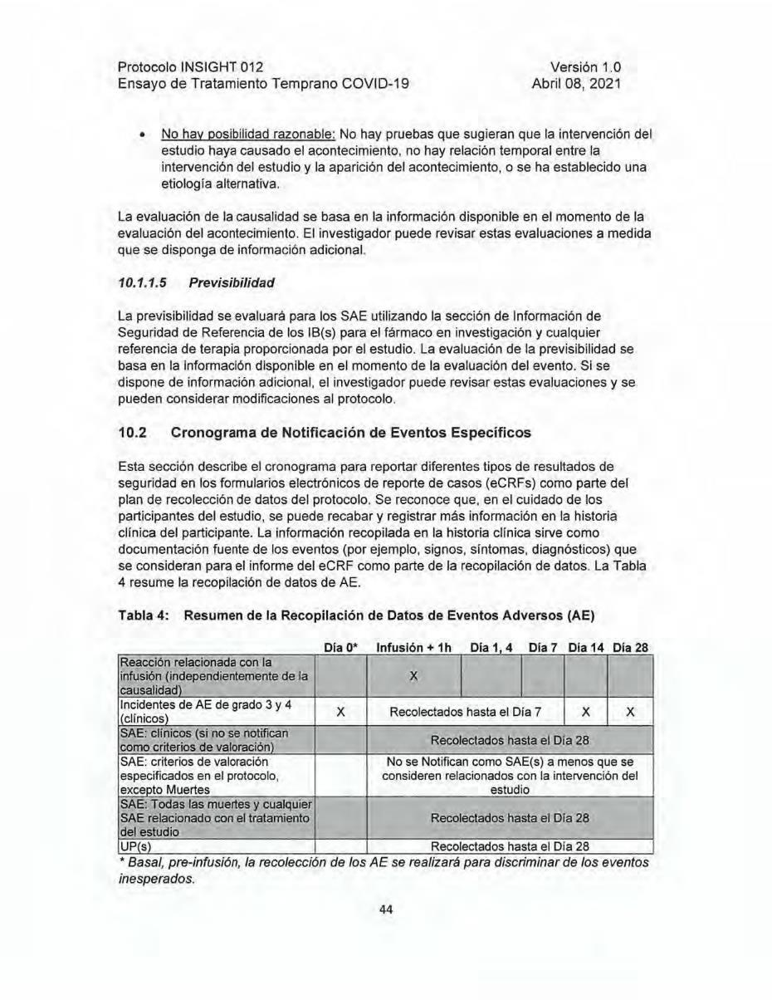 Protocolo INSIGHT 012 Versión 1.0
Ensayo de Tratamiento Temprano COVID-19 Abril 08, 2021
• No hay posibilidad razonable: No hay pruebas que sugieran que la intervención del
estudio haya causado el acontecimiento, no hay relación temporal entre la
intervención del estudio y la aparición del acontecimiento, o se ha establecido una
etiología alternativa.
La evaluación de la causalidad se basa en la información disponible en el momento de la
evaluación del acontecimiento. El investigador puede revisar estas evaluaciones a medida
que se disponga de información adicional.
10.1.1.5 Previsibilidad
La previsibilidad se evaluará para los SAE utilizando la sección de Información de
Seguridad de Referencia de los IB(s) para el fármaco en investigación y cualquier
referencia de terapia proporcionada por el estudio. La evaluación de la previsibilidad se
basa en la información disponible en el momento de la evaluación del evento. Si se
dispone de información adicional, el investigador puede revisar estas evaluaciones y se
pueden considerar modificaciones al protocolo.
10.2 Cronograma de Notificación de Eventos Específicos
Esta sección describe el cronograma para reportar diferentes tipos de resultados de
seguridad en los formularios electrónicos de reporte de casos (eCRFs) como parte del
plan de recolección de datos del protocolo. Se reconoce que, en el cuidado de los
participantes del estudio, se puede recabar y registrar más información en la historia
clínica del participante. La información recopilada en la historia clínica sirve como
documentación fuente de los eventos (por ejemplo, signos, síntomas, diagnósticos) que
se consideran para el informe del eCRF como parte de la recopilación de datos. La Tabla
4 resume la recopilación de datos de AE.
Tabla 4: Resumen de la Recopilación de Datos de Eventos Adversos (AE)
Día 0* Infusión + 1h Día 1, 4 Día 7 Día 14 Día 28
Reacción relacionada con la
infusión (independientemente de la
causalidad)
X
Incidentes de AE de grado 3 y 4
(clínicos)
X Recolectados hasta el Día 7 X X
SAE: clínicos (si no se notifican
como criterios de valoración)
Recolectados hasta el Día 28
SAE: criterios de valoración
especificados en el protocolo,
excepto Muertes
No se Notifican como SAE(s) a menos que se
consideren relacionados con la intervención del
estudio
SAE: Todas las muertes y cualquier
SAE relacionado con el tratamiento
del estudio
Recolectados hasta el Día 28
UP(s) Recolectados hasta el Día 28
* Basal, pre-infusión, la recolección de los AE se realizará para discriminar de los eventos
inesperados.
44